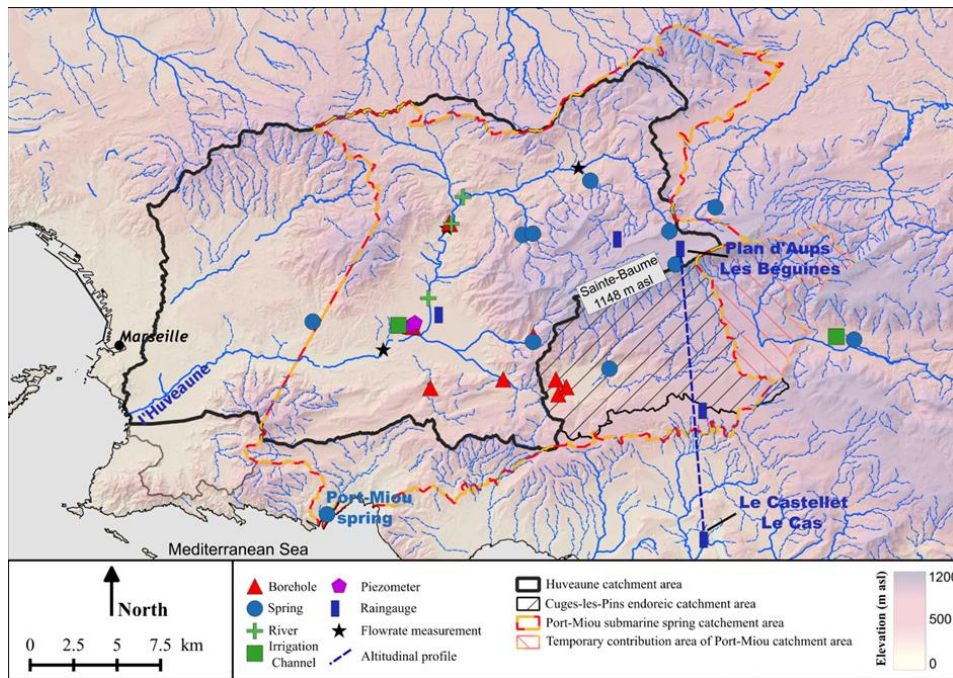 Plan d'Aups
Les Beguines
Sainte-Baume
1148 m asl
Marseille
l'Huveaune
Le Castellet
Le Cas
Port-Miou
spring
Mediterranean Sea
North
0 2.5 5 7.5
km
Borehole
Spring
River
Irrigation
Channel
Piezometer
Raingauge
Flowrate measurement
Altitudinal profile
Huveaune catchment area
Cuges-les-Pins endoreic catchment area
Port-Miou submarine spring catchement area
Temporary contribution area of Port-Miou catchment area
Elevation (m asl)
1200
500
0